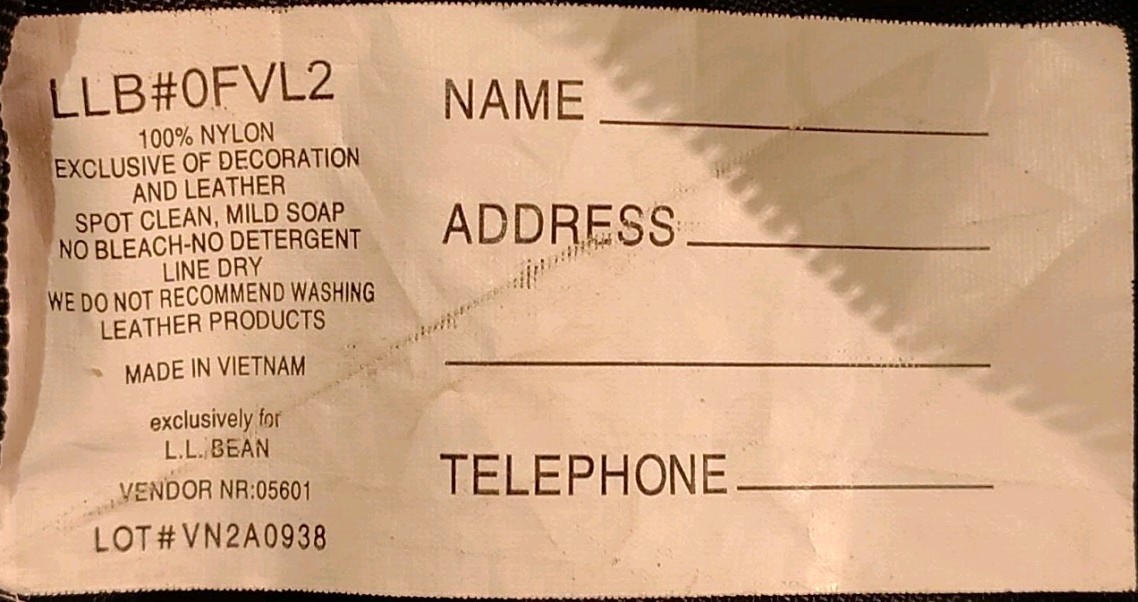 LLB#0FVL2
100% NYLON
EXCLUSIVE OF DECORATION
AND LEATHER
SPOT CLEAN, MILD SOAP
NO BLEACH-NO DETERGENT
LINE DRY
WE DO NOT RECOMMEND WASHING
LEATHER PRODUCTS
MADE IN VIETNAM
exclusively for
L.L. BEAN
VENDOR NR:05601
LOT#VN2A0938
NAME
ADDRESS
TELEPHONE